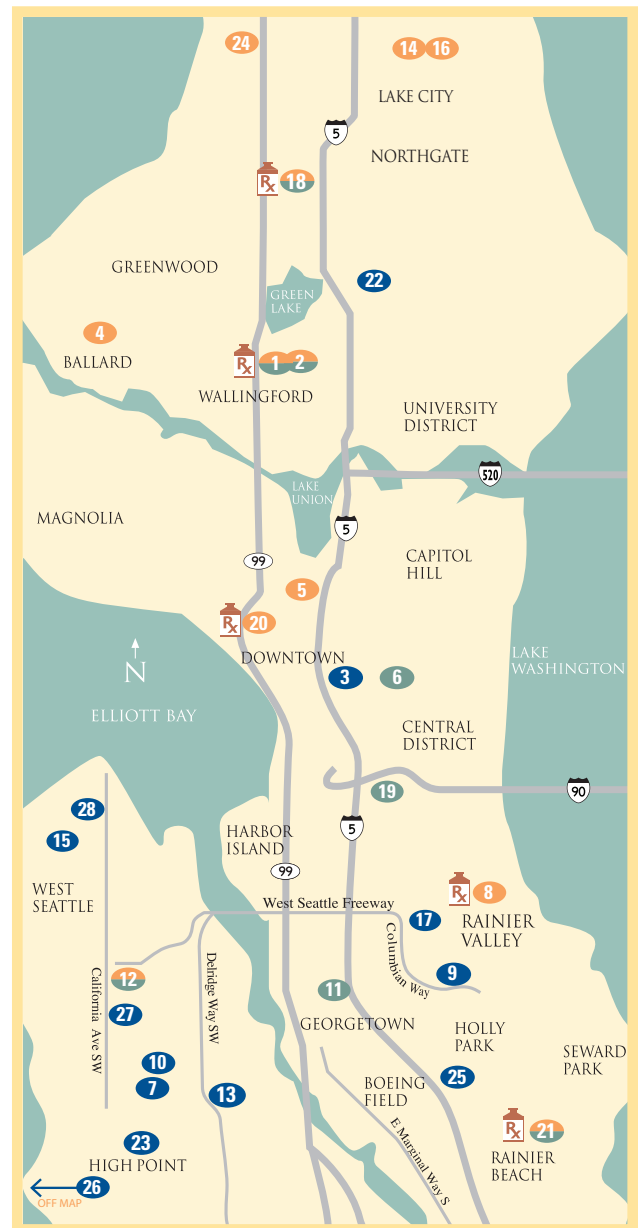 24
14
16
LAKE CITY
5
NORTHGATE
Rx
18
GREENWOOD
22
GREEN
LAKE
4
BALLARD
Rx
1
2
WALLINGFORD
UNIVERSITY
DISTRICT
520
LAKE
UNION
MAGNOLIA
5
CAPITOL
HILL
99
5
Rx
20
DOWNTOWN
N
LAKE
WASHINGTON
3
6
ELLIOTT BAY
CENTRAL
DISTRICT
19
90
28
15
HARBOR
ISLAND
5
99
WEST
SEATTLE
Rx
8
West Seattle Freeway
17
RAINIER
VALLEY
Columbian Way
9
12
California Ave SW
Delridge Way SW
11
27
GEORGETOWN
HOLLY
PARK
SEWARD
PARK
10
7
13
25
BOEING
FIELD
E Marginal Way S
Rx
21
RAINIER
BEACH
23
HIGH POINT
26
OFF MAP